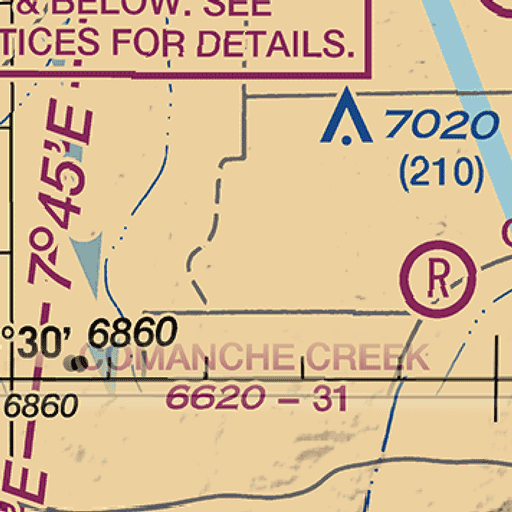 & BELOW. SEE
TICES FOR DETAILS.
7°45'E
7020
(210)
R
°30' 6860
COMANCHE CREEK
6860
6620 - 31
E